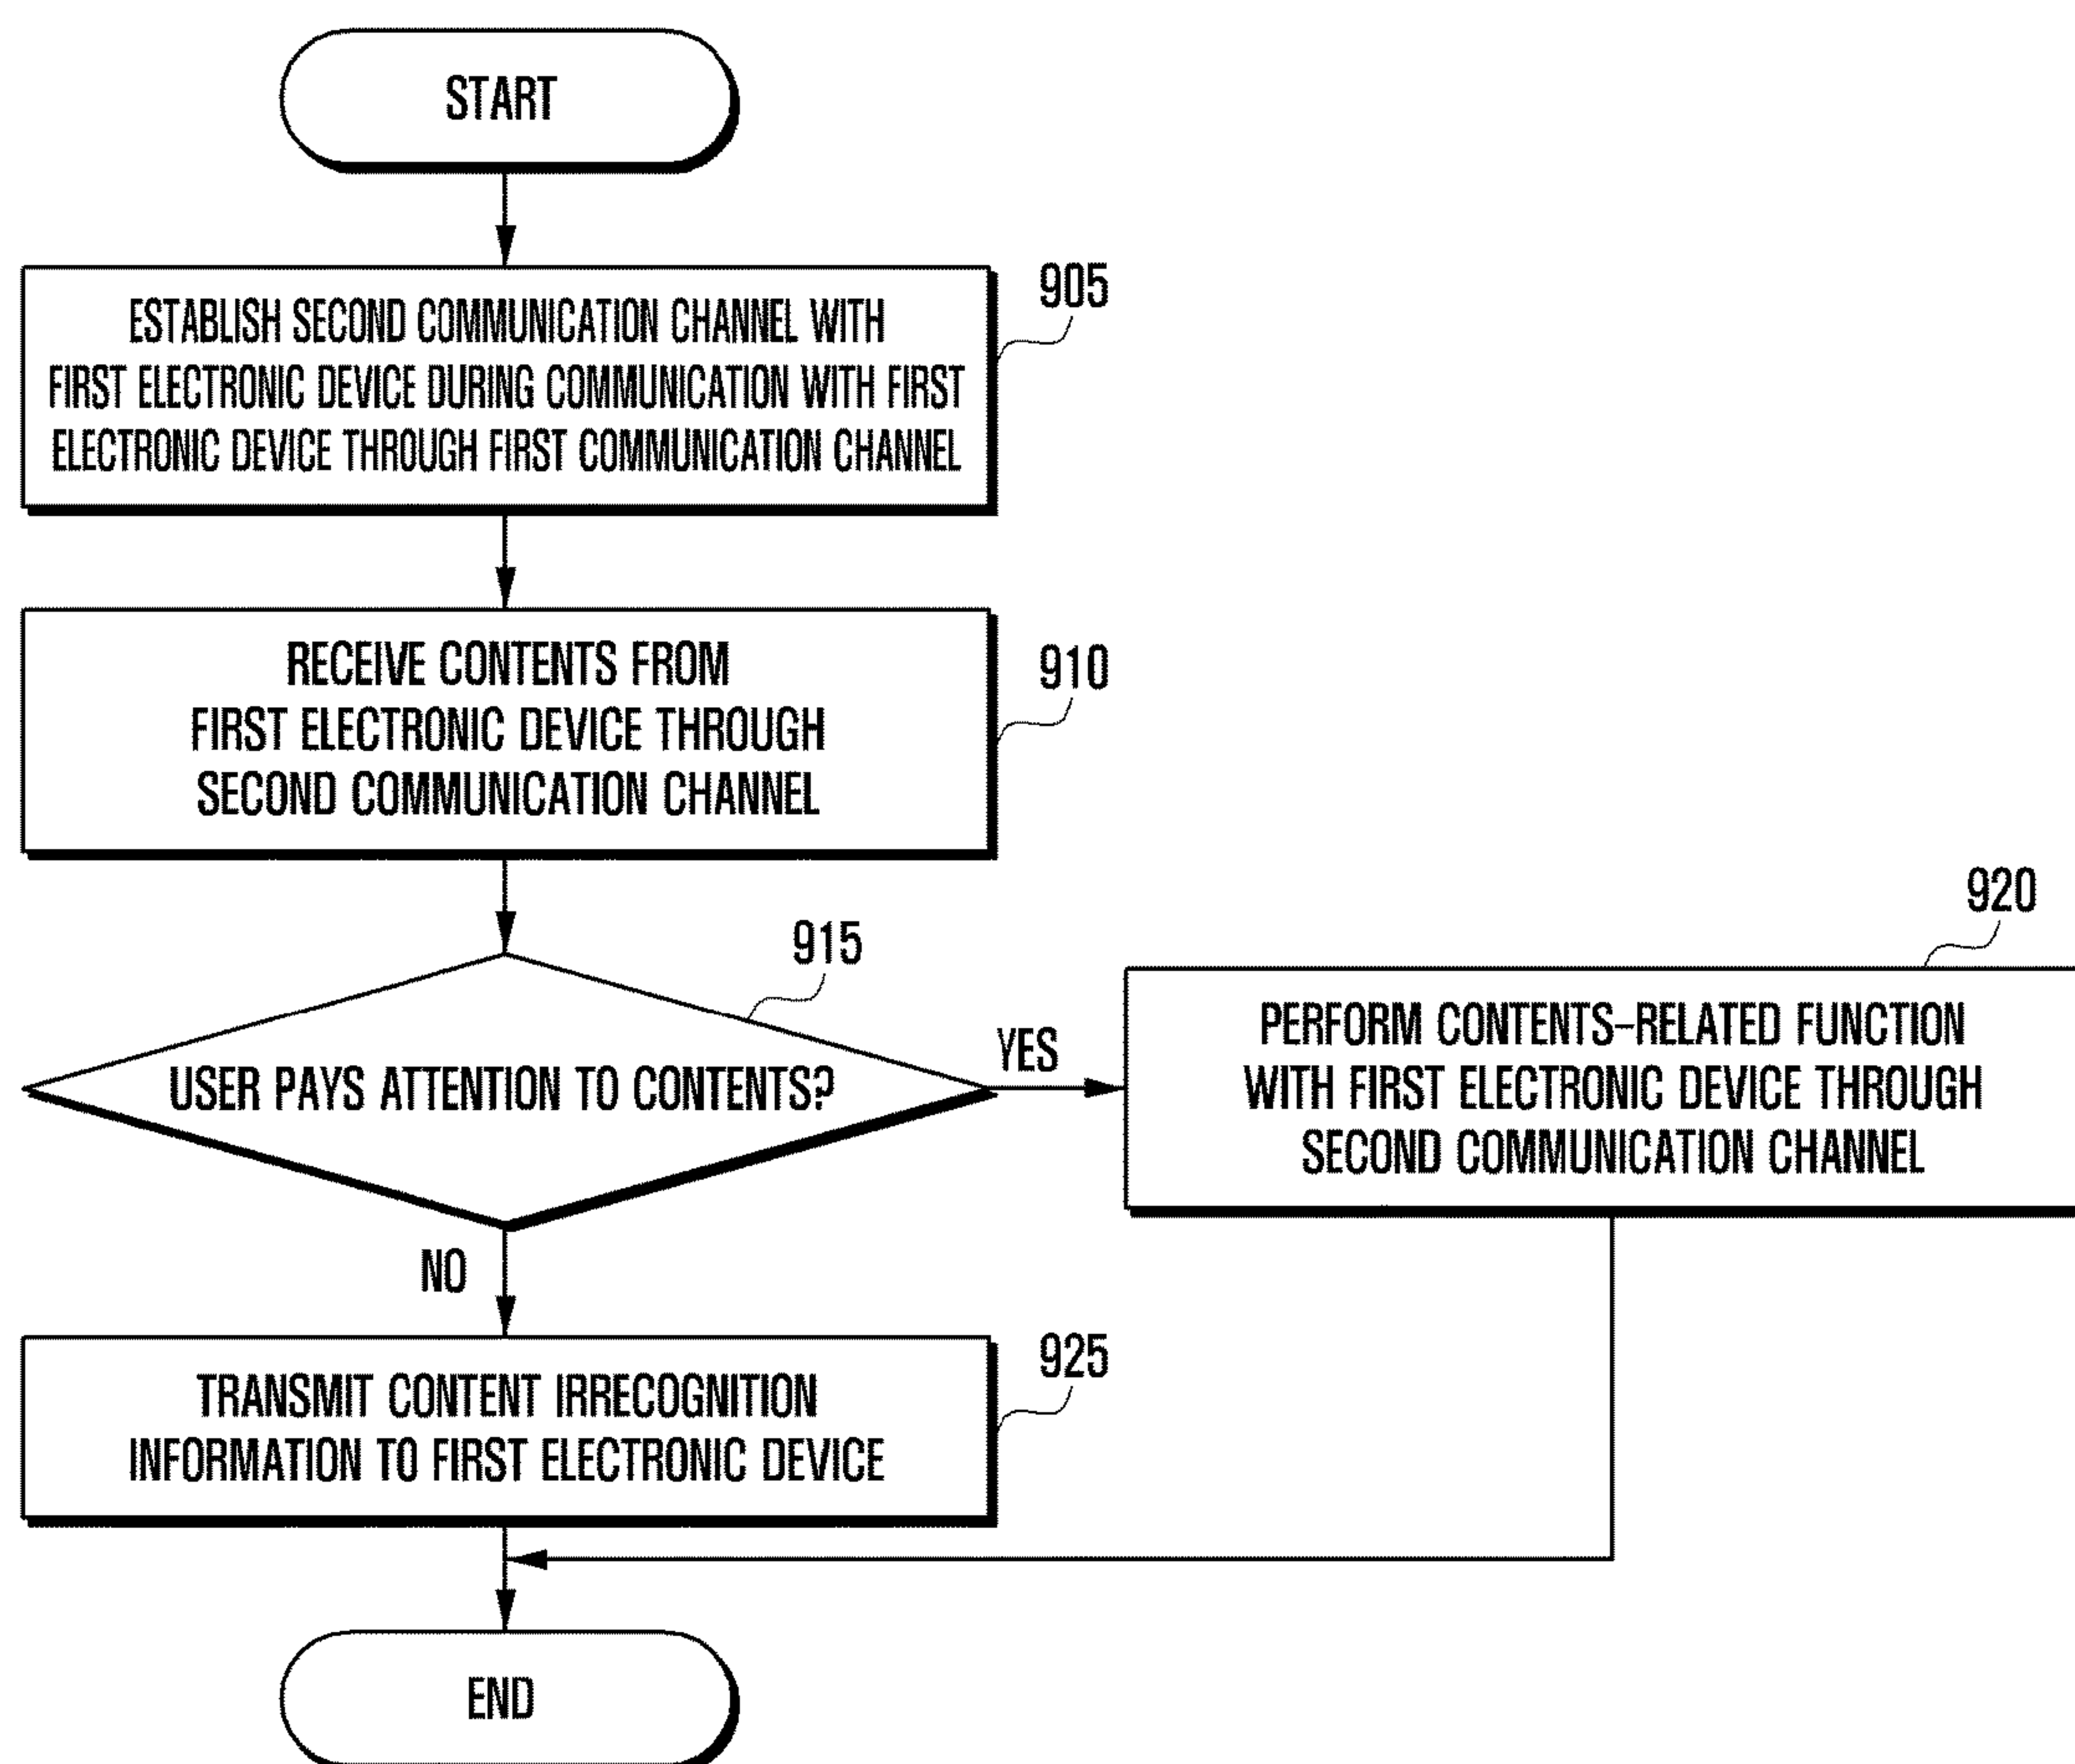 START
905
ESTABLISH SECOND COMMUNICATION CHANNEL WITH
FIRST ELECTRONIC DEVICE DURING COMMUNICATION WITH FIRST
ELECTRONIC DEVICE THROUGH FIRST COMMUNICATION CHANNEL
910
RECEIVE CONTENTS FROM
FIRST ELECTRONIC DEVICE THROUGH
SECOND COMMUNICATION CHANNEL
915
USER PAYS ATTENTION TO CONTENTS?
YES
920
PERFORM CONTENTS-RELATED FUNCTION
WITH FIRST ELECTRONIC DEVICE THROUGH
SECOND COMMUNICATION CHANNEL
NO
925
TRANSMIT CONTENT IRRECOGNITION
INFORMATION TO FIRST ELECTRONIC DEVICE
END